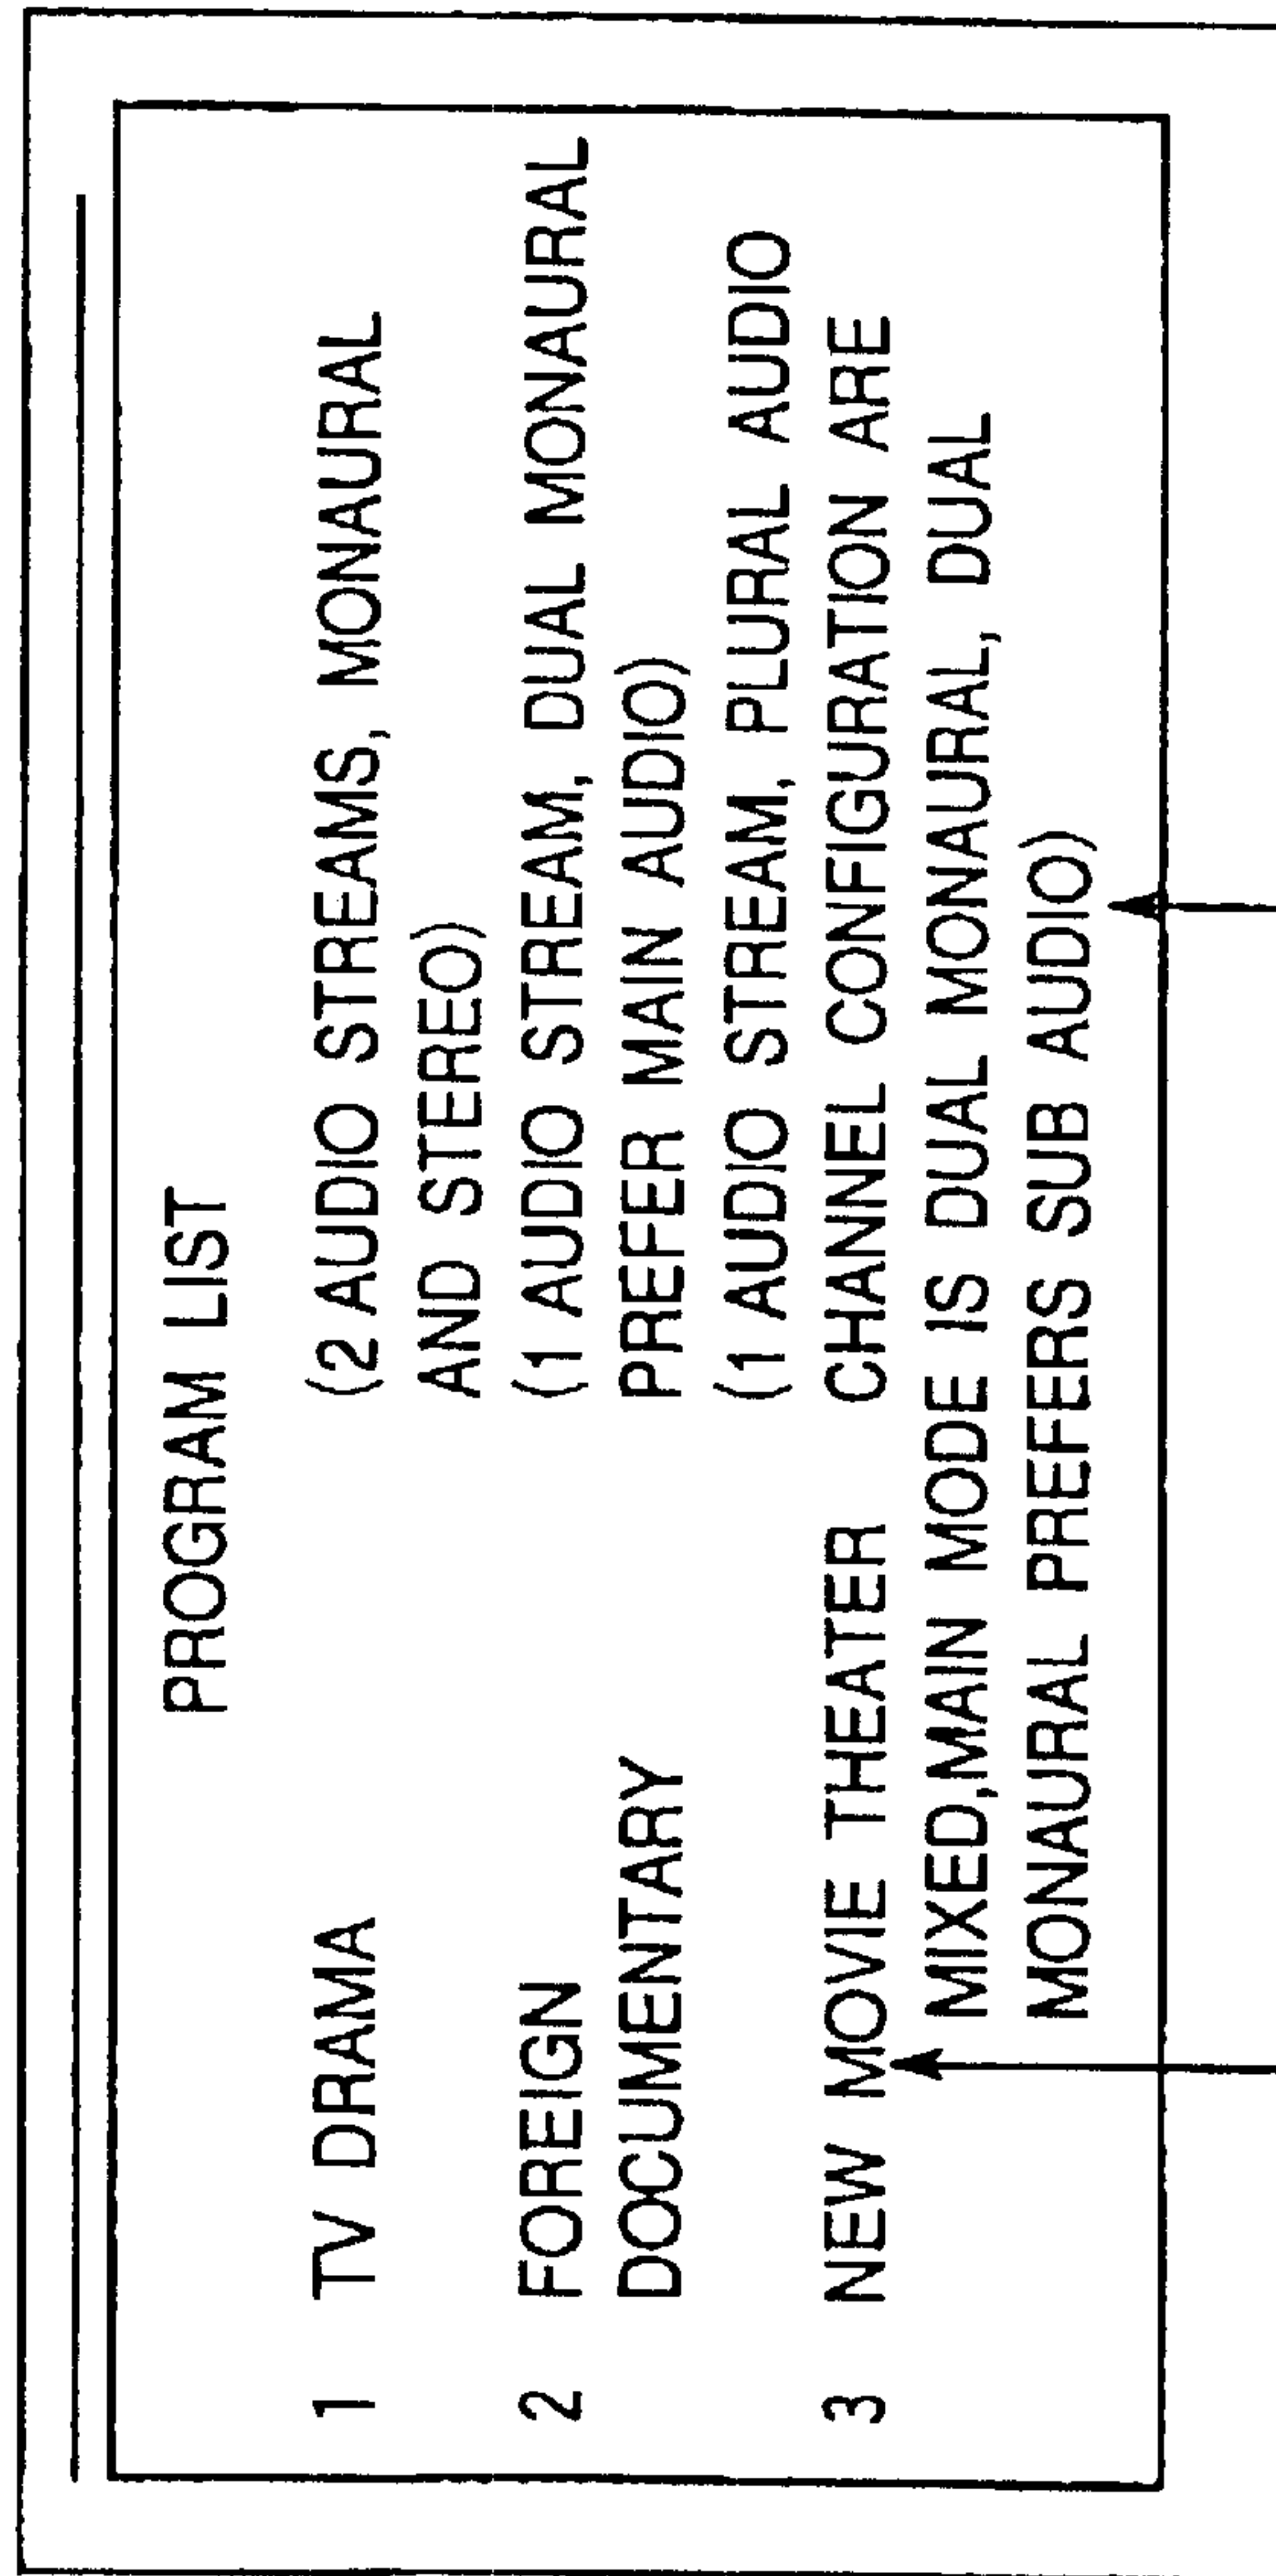 PROGRAM LIST
1 TV DRAMA (2 AUDIO STREAMS, MONAURAL
AND STEREO)
2 FOREIGN (1 AUDIO STREAM, DUAL MONAURAL
DOCUMENTARY PREFER MAIN AUDIO)
(1 AUDIO STREAM, PLURAL AUDIO
3 NEW MOVIE THEATER CHANNEL CONFIGURATION ARE
MIXED,MAIN MODE IS DUAL MONAURAL, DUAL
MONAURAL PREFERS SUB AUDIO)